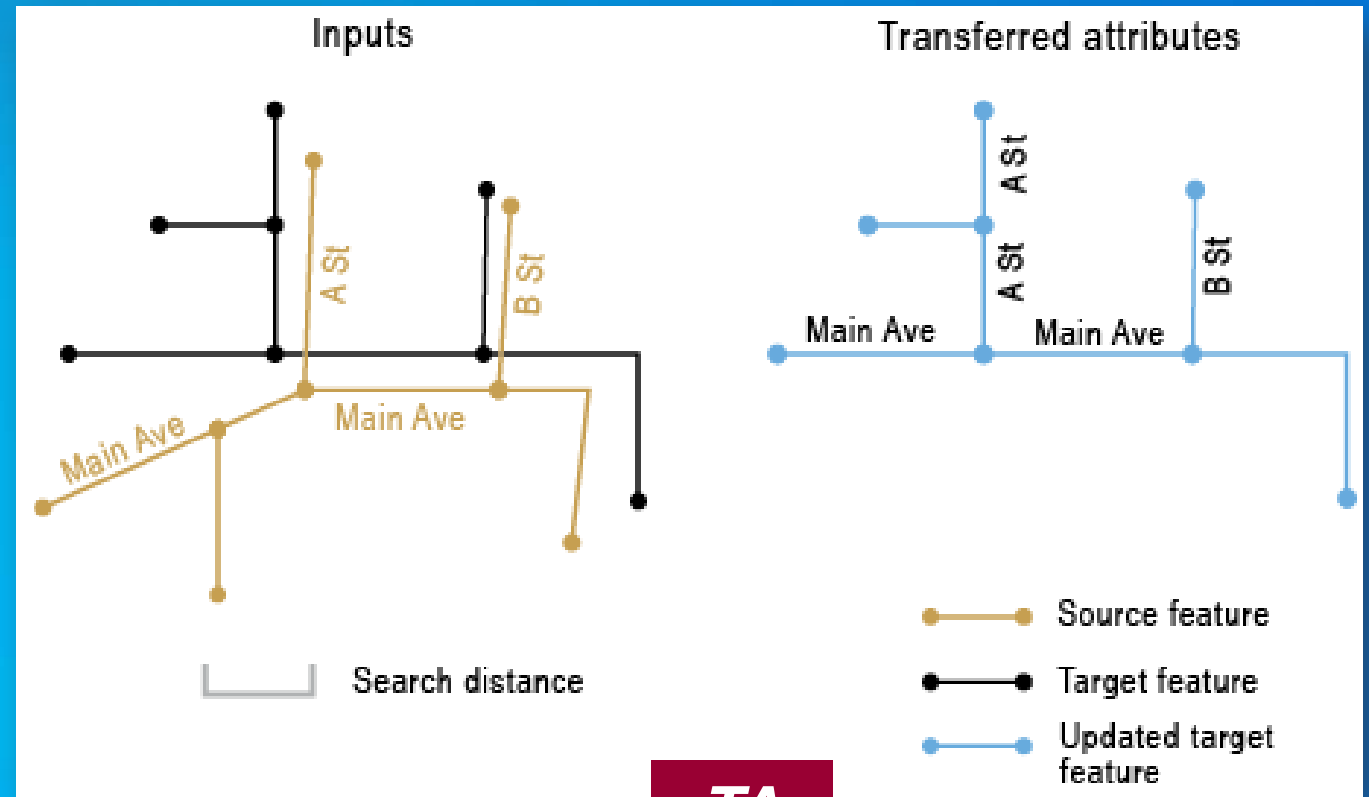 Inputs
Transferred attributes
A St
B St
Main Ave
Main Ave
A St
A St
B St
Main Ave
Main Ave
Search distance
Source feature
Target feature
Updated target
feature
TA